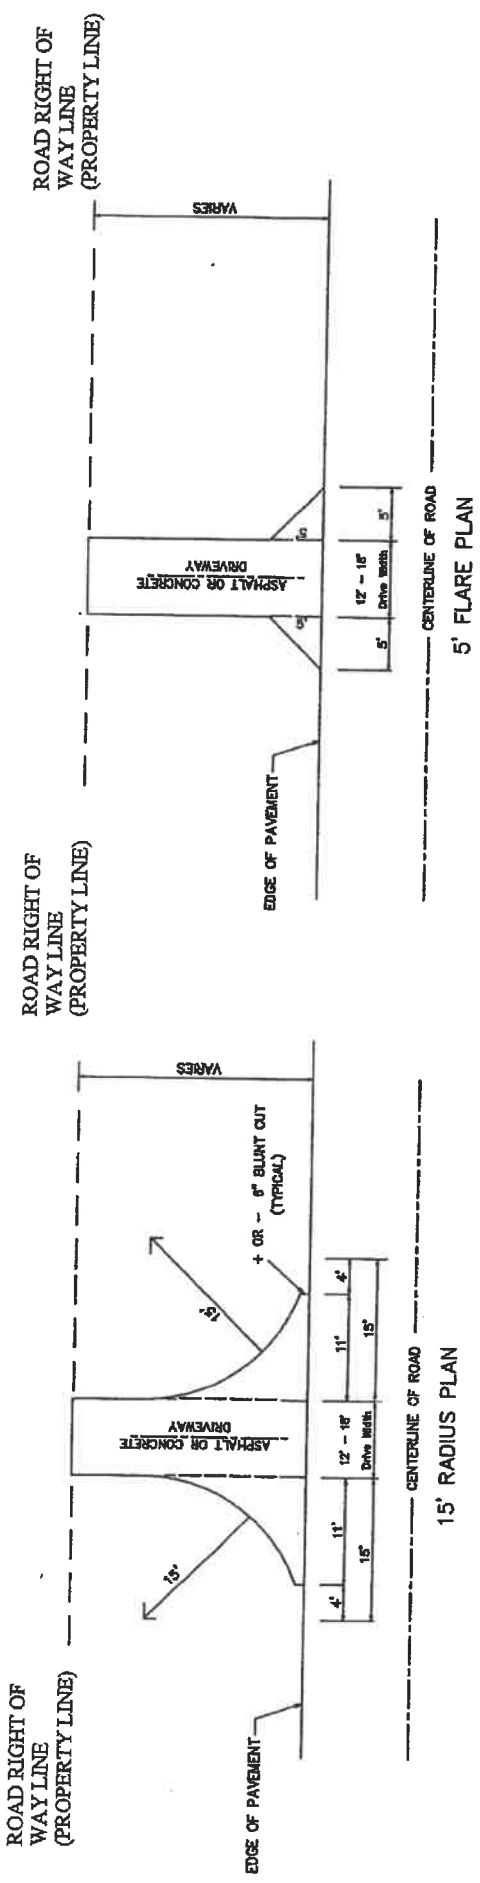 ROAD RIGHT OF
WAY LINE
(PROPERTY LINE)
ROAD RIGHT OF
WAY LINE
(PROPERTY LINE)
VARIES
15'
15'
ASPHALT OR CONCRETE
DRIVEWAY
+ OR - 6" BLUNT CUT
(TYPICAL)
EDGE OF PAVEMENT
4'
11'
12' - 18'
11'
4'
15'
Drive Width
15'
CENTERLINE OF ROAD
15' RADIUS PLAN
ROAD RIGHT OF
WAY LINE
(PROPERTY LINE)
VARIES
ASPHALT OR CONCRETE
DRIVEWAY
5'
5'
EDGE OF PAVEMENT
5'
12' - 18'
Drive Width
5'
CENTERLINE OF ROAD
5' FLARE PLAN